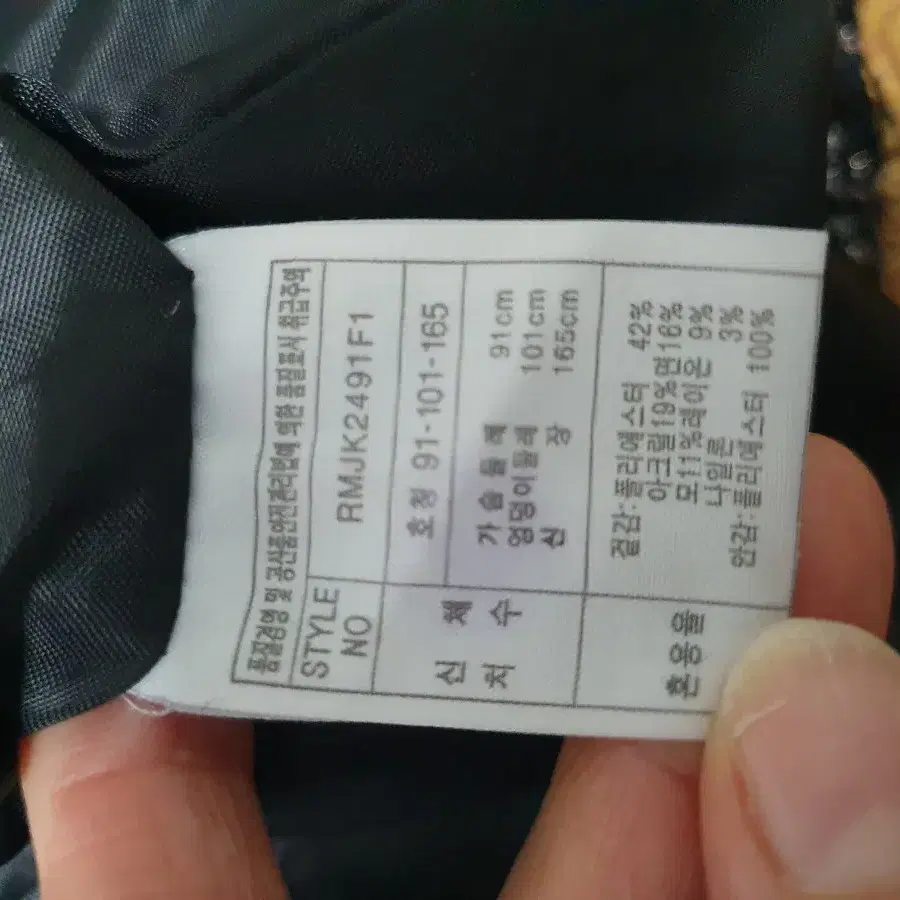 품질경영 및 공산품안전관리법에 의한 품질표시 취급주의
STYLE NO RMJK2491F1
신체 치수
호칭 91-101-165
가슴둘레 91cm
엉덩이둘레 101cm
신장 165cm
혼용율
겉감:폴리에스터 42%
아크릴19%면16%
모11%레이온 9%
나일론 3%
안감:폴리에스터 100%